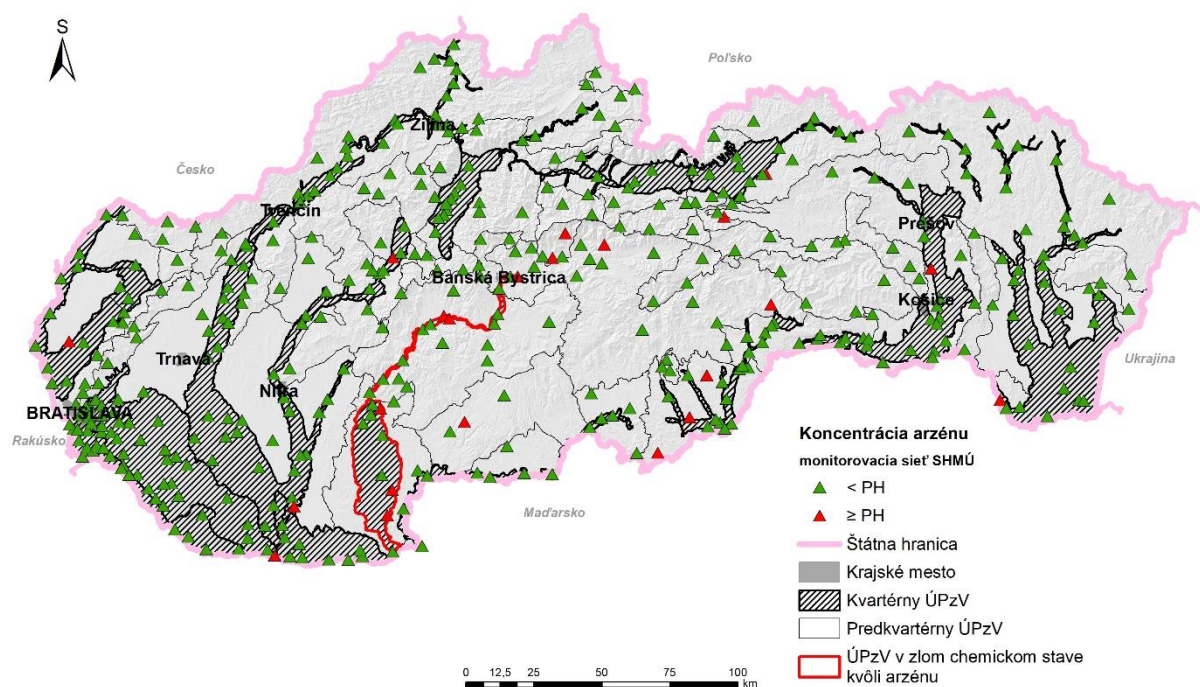 S
Poľsko
Žilina
Česko
Trenčín
Prešov
Banská Bystrica
Košice
Trnava
Ukrajina
Nitra
BRATISLAVA
Rakúsko
Maďarsko
Koncentrácia arzénu
monitorovacia sieť SHMÚ
< PH
≥ PH
Štátna hranica
Krajské mesto
Kvartérny ÚPzV
Predkvartérny ÚPzV
ÚPzV v zlom chemickom stave
kvôli arzénu
0 12,5 25 50 75 100
km